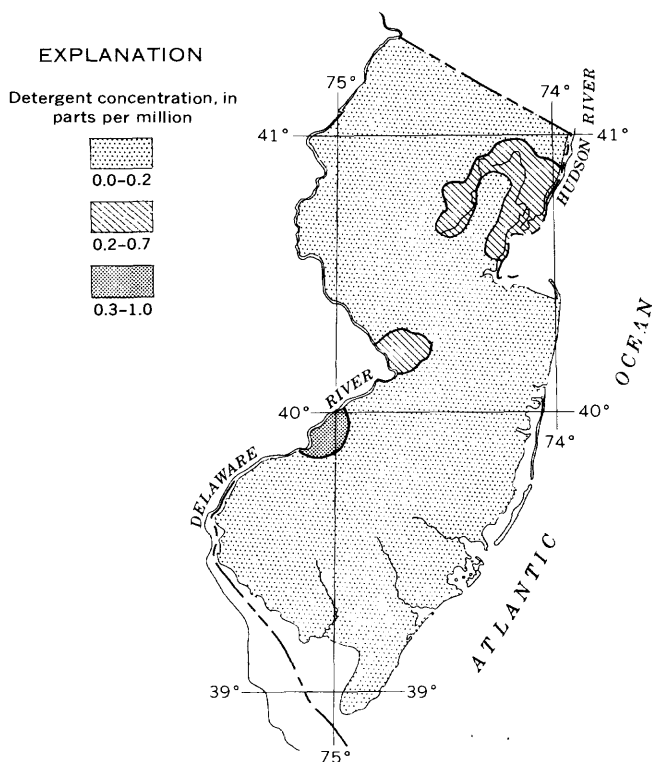 EXPLANATION
Detergent concentration, in
parts per million
0.0-0.2
0.2-0.7
0.3-1.0
75°
74°
41°
41°
HUDSON RIVER
OCEAN
DELAWARE RIVER
40°
40°
74°
ATLANTIC
39°
39°
75°